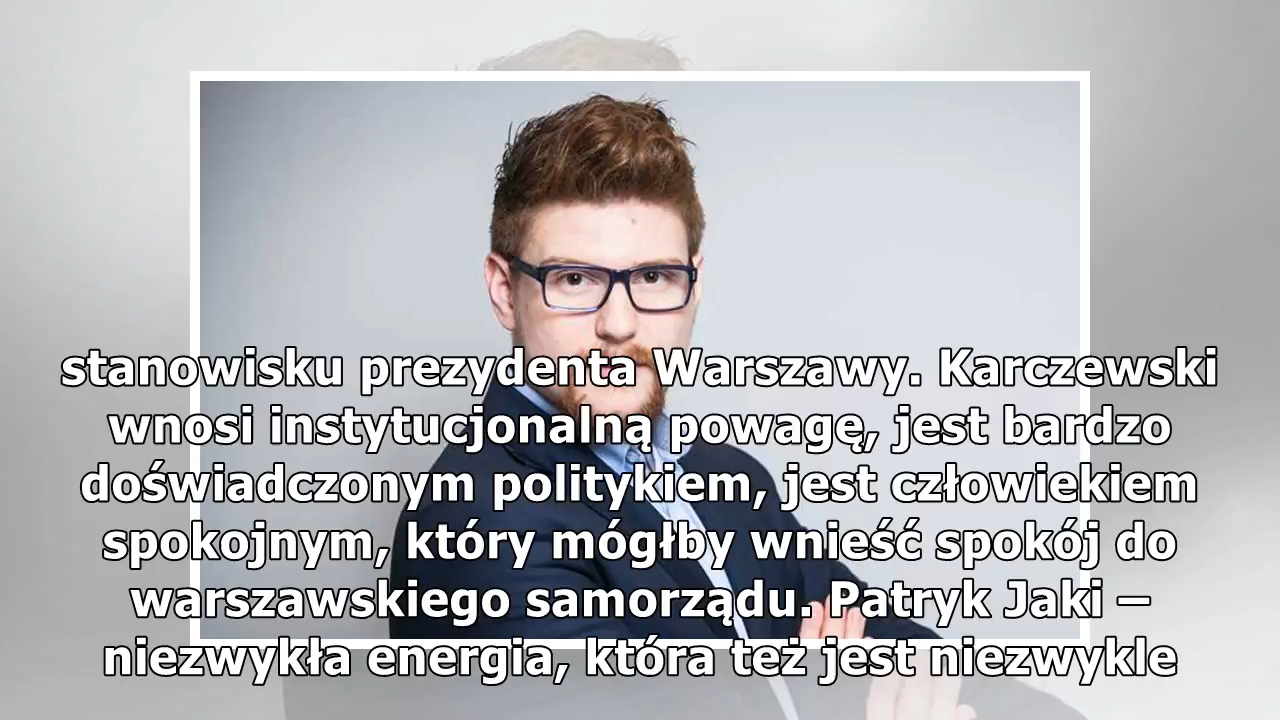 stanowisku prezydenta Warszawy. Karczewski
wnosi instytucjonalną powagę, jest bardzo
doświadczonym politykiem, jest człowiekiem
spokojnym, który mógłby wnieść spokój do
warszawskiego samorządu. Patryk Jaki –
niezwykła energia, która też jest niezwykle